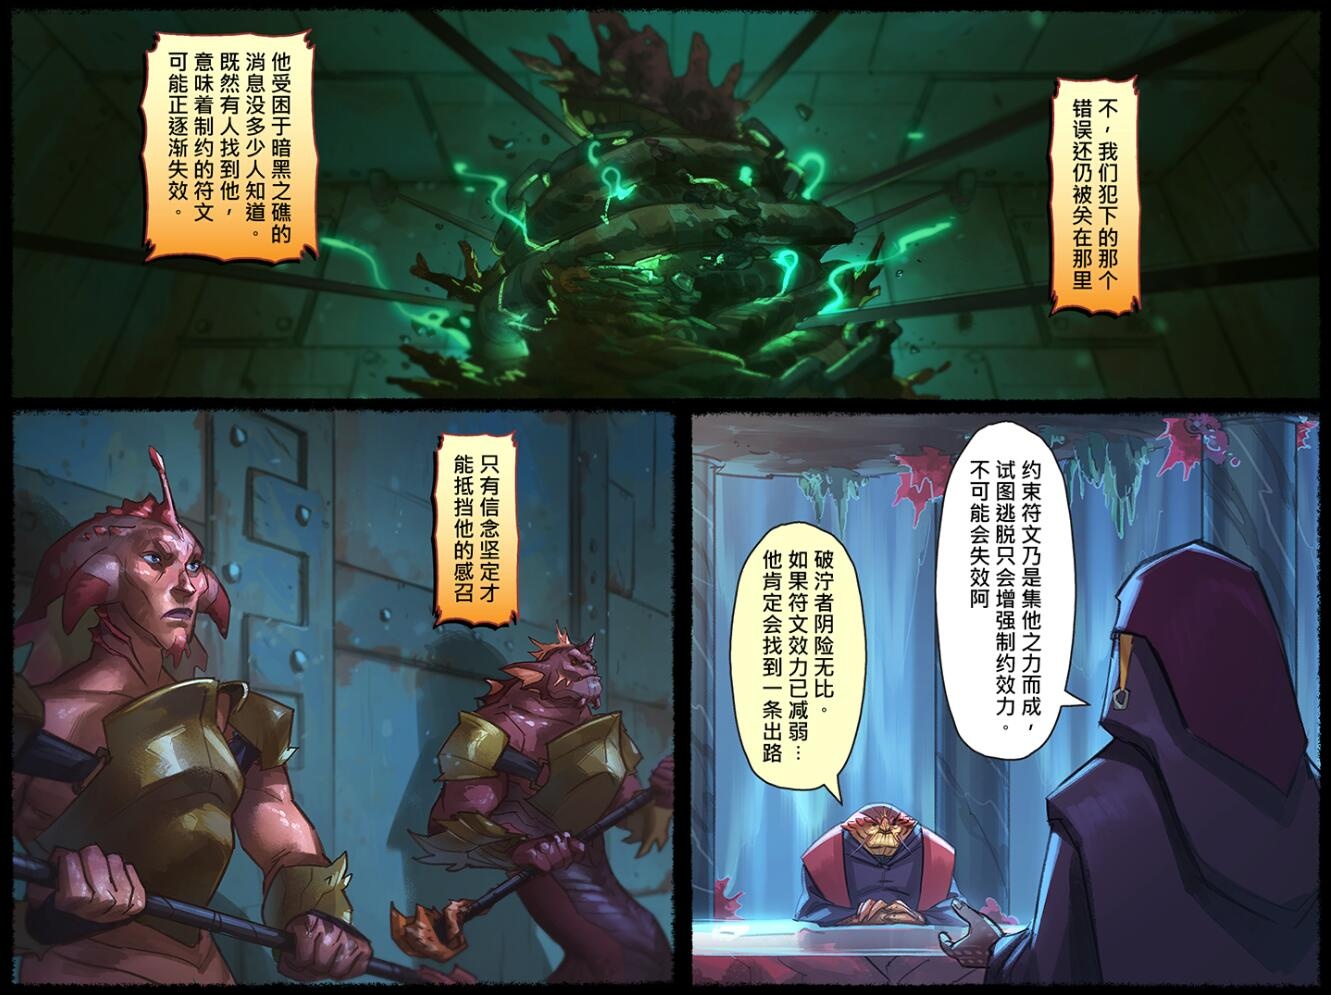 不，我们犯下的那个
错误还仍被关在那里
他受困于暗黑之礁的
消息没多少人知道。
既然有人找到他，
意味着制约的符文
可能正逐渐失效。
约束符文乃是集他之力而成，
试图逃脱只会增强制约效力。
不可能会失效阿
破泞者阴险无比。
如果符文效力已减弱…
他肯定会找到一条出路
只有信念坚定才
能抵挡他的感召